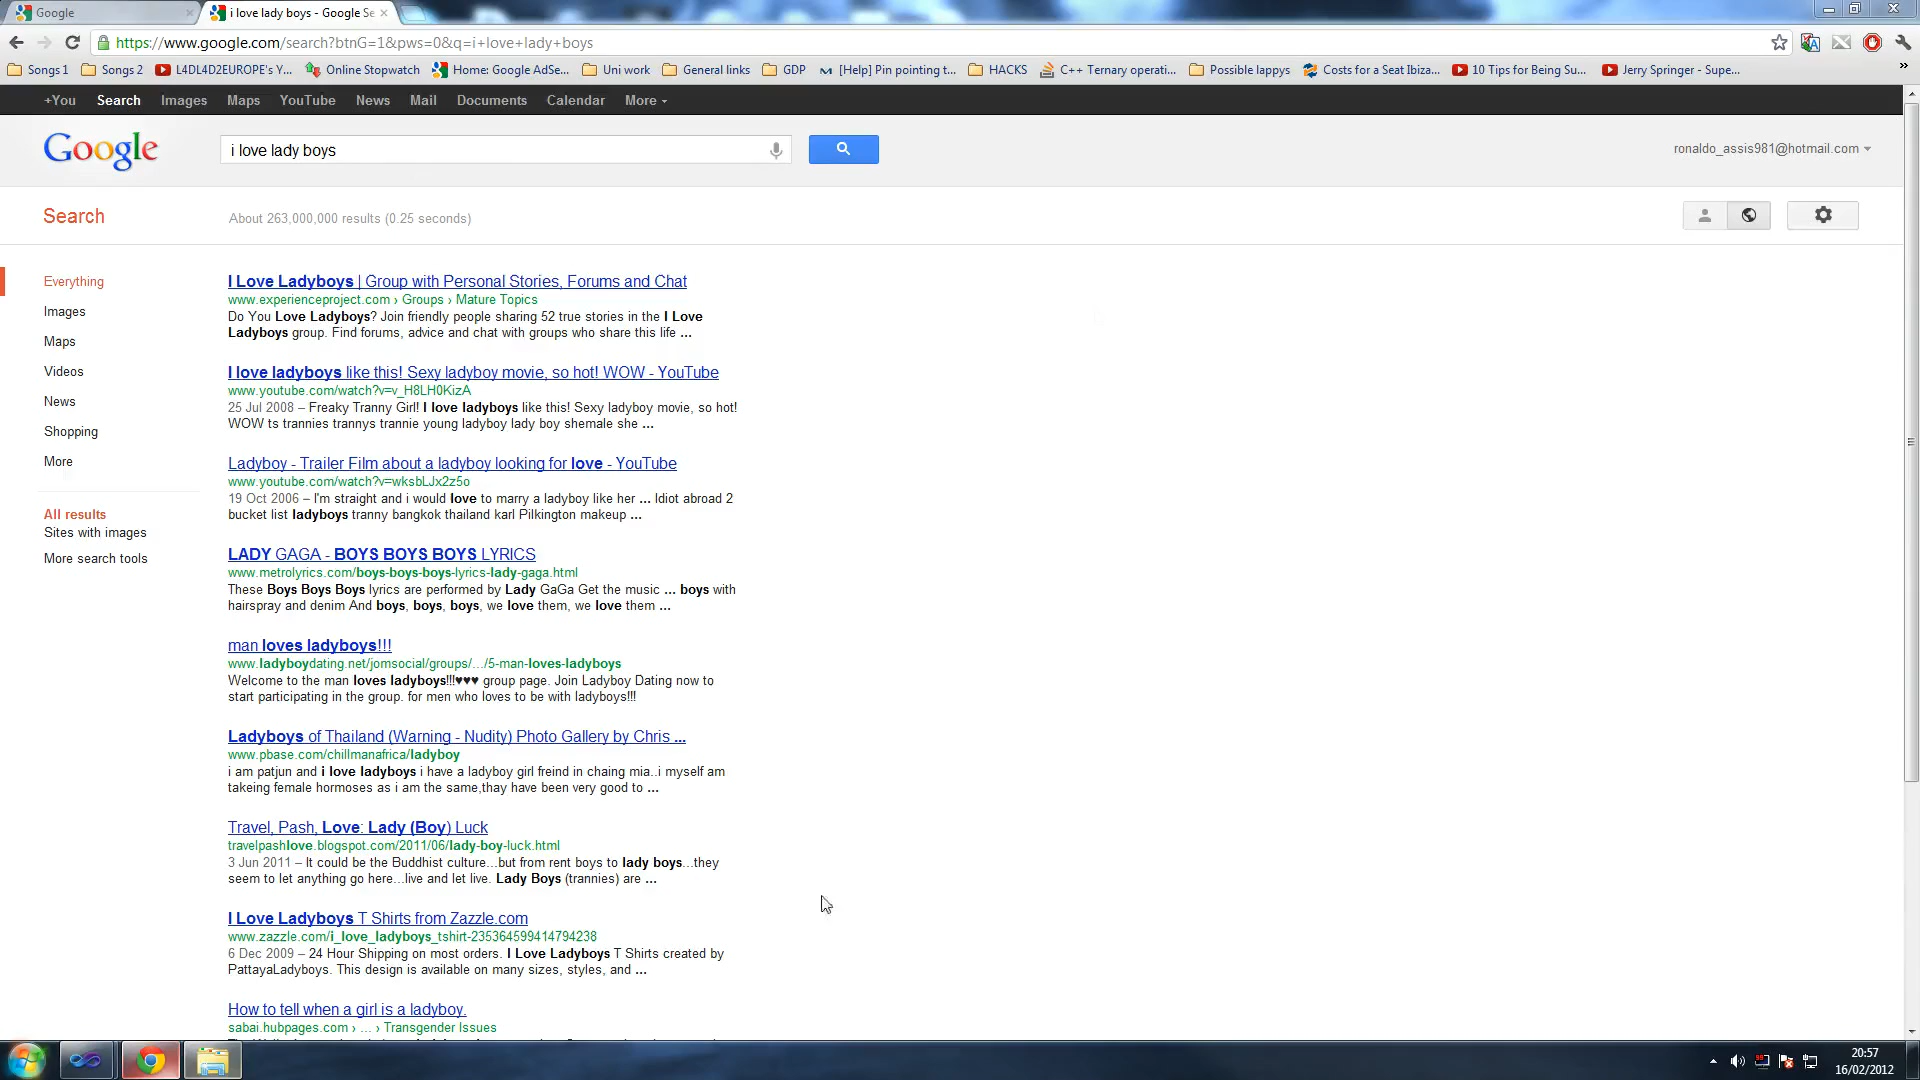 Google
i love lady boys - Google Se
https://www.google.com/search?btnG=1&pws=0&q=i+love+lady+boys
Songs 1 Songs 2 L4DL4D2EUROPE's Y... Online Stopwatch Home: Google AdSe... Uni work General links GDP [Help] Pin pointing t... HACKS C++ Ternary operati... Possible lappys Costs for a Seat Ibiza... 10 Tips for Being Su... Jerry Springer - Supe... »
+You Search Images Maps YouTube News Mail Documents Calendar More
Google
i love lady boys
ronaldo_assis981@hotmail.com
Search
About 263,000,000 results (0.25 seconds)
Everything
Images
Maps
Videos
News
Shopping
More
All results
Sites with images
More search tools
I Love Ladyboys | Group with Personal Stories, Forums and Chat
www.experienceproject.com › Groups › Mature Topics
Do You Love Ladyboys? Join friendly people sharing 52 true stories in the I Love
Ladyboys group. Find forums, advice and chat with groups who share this life ...
I love ladyboys like this! Sexy ladyboy movie, so hot! WOW - YouTube
www.youtube.com/watch?v=v_H8LH0KizA
25 Jul 2008 – Freaky Tranny Girl! I love ladyboys like this! Sexy ladyboy movie, so hot!
WOW ts trannies trannys trannie young ladyboy lady boy shemale she ...
Ladyboy - Trailer Film about a ladyboy looking for love - YouTube
www.youtube.com/watch?v=wksbLJx2z5o
19 Oct 2006 – I'm straight and i would love to marry a ladyboy like her ... Idiot abroad 2
bucket list ladyboys tranny bangkok thailand karl Pilkington makeup ...
LADY GAGA - BOYS BOYS BOYS LYRICS
www.metrolyrics.com/boys-boys-boys-lyrics-lady-gaga.html
These Boys Boys Boys lyrics are performed by Lady GaGa Get the music ... boys with
hairspray and denim And boys, boys, boys, we love them, we love them ...
man loves ladyboys!!!
www.ladyboydating.net/jomsocial/groups/.../5-man-loves-ladyboys
Welcome to the man loves ladyboys!!!♥♥♥ group page. Join Ladyboy Dating now to
start participating in the group. for men who loves to be with ladyboys!!!
Ladyboys of Thailand (Warning - Nudity) Photo Gallery by Chris ...
www.pbase.com/chillmanafrica/ladyboy
i am patjun and i love ladyboys i have a ladyboy girl freind in chaing mia..i myself am
takeing female hormoses as i am the same,thay have been very good to ...
Travel, Pash, Love: Lady (Boy) Luck
travelpashlove.blogspot.com/2011/06/lady-boy-luck.html
3 Jun 2011 – It could be the Buddhist culture...but from rent boys to lady boys...they
seem to let anything go here...live and let live. Lady Boys (trannies) are ...
I Love Ladyboys T Shirts from Zazzle.com
www.zazzle.com/i_love_ladyboys_tshirt-235364599414794238
6 Dec 2009 – 24 Hour Shipping on most orders. I Love Ladyboys T Shirts created by
PattayaLadyboys. This design is available on many sizes, styles, and ...
How to tell when a girl is a ladyboy.
sabai.hubpages.com › ... › Transgender Issues
20:57
16/02/2012